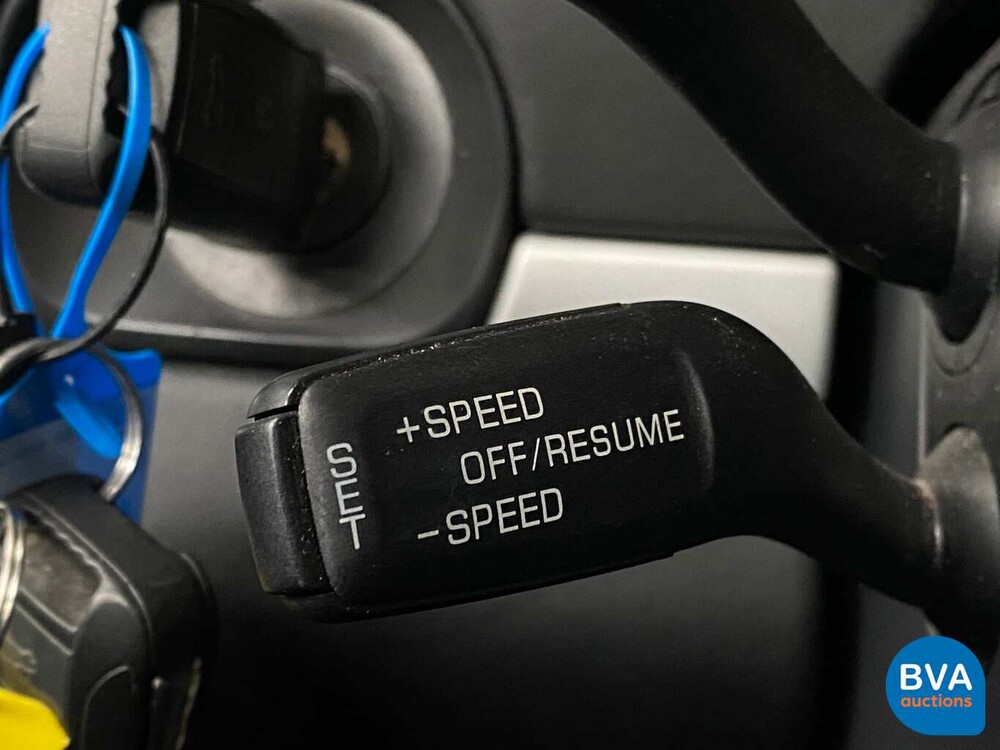 +SPEED
SET
OFF/RESUME
-SPEED
BVA
auctions